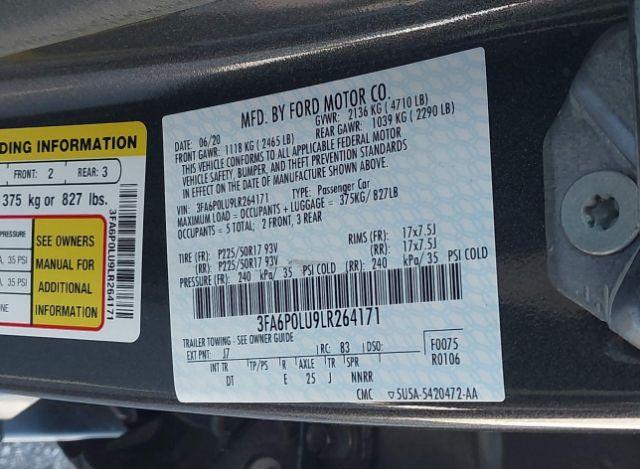 DING INFORMATION
FRONT: 2 REAR: 3
375 kg or 827 lbs.
PRESSURE
A, 35 PSI
A, 35 PSI
ONE
SEE OWNERS
MANUAL FOR
ADDITIONAL
INFORMATION
3FA6P0LU9LR264171
MFD. BY FORD MOTOR CO.
DATE: 06/20 GVWR: 2136 KG ( 4710 LB)
FRONT GAWR: 1118 KG ( 2465 LB) REAR GAWR: 1039 KG ( 2290 LB)
THIS VEHICLE CONFORMS TO ALL APPLICABLE FEDERAL MOTOR
VEHICLE SAFETY, BUMPER, AND THEFT PREVENTION STANDARDS
IN EFFECT ON THE DATE OF MANUFACTURE SHOWN ABOVE.
VIN: 3FA6P0LU9LR264171 TYPE: Passenger Car
MAXIMUM LOAD = OCCUPANTS + LUGGAGE = 375KG/ 827LB
OCCUPANTS = 5 TOTAL: 2 FRONT, 3 REAR
TIRE (FR): P225/50R17 93V RIMS (FR): 17x7.5J
(RR): P225/50R17 93V (RR): 17x7.5J
PRESSURE (FR): 240 kPa/ 35 PSI COLD (RR): 240 kPa/ 35 PSI COLD
3FA6P0LU9LR264171
TRAILER TOWING - SEE OWNER GUIDE
EXT PNT: J7 RC: 83 DSO: F0075
INT TR TP/PS R AXLE TR SPR R0106
DT E 25 J NNRR
CMC ▽5U5A-5420472-AA